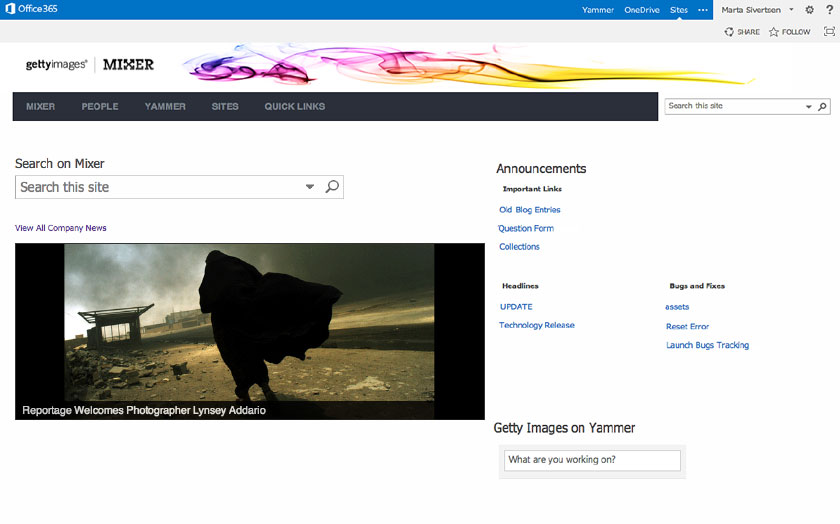 Office 365
Yammer OneDrive Sites ••• Marta Sivertsen ?
SHARE FOLLOW
gettyimages® MIXER
MIXER PEOPLE YAMMER SITES QUICK LINKS
Search this site
Search on Mixer
Search this site
View All Company News
Reportage Welcomes Photographer Lynsey Addario
Announcements
Important Links
Old Blog Entries
Question Form
Collections
Headlines
UPDATE
Technology Release
Bugs and Fixes
assets
Reset Error
Launch Bugs Tracking
Getty Images on Yammer
What are you working on?